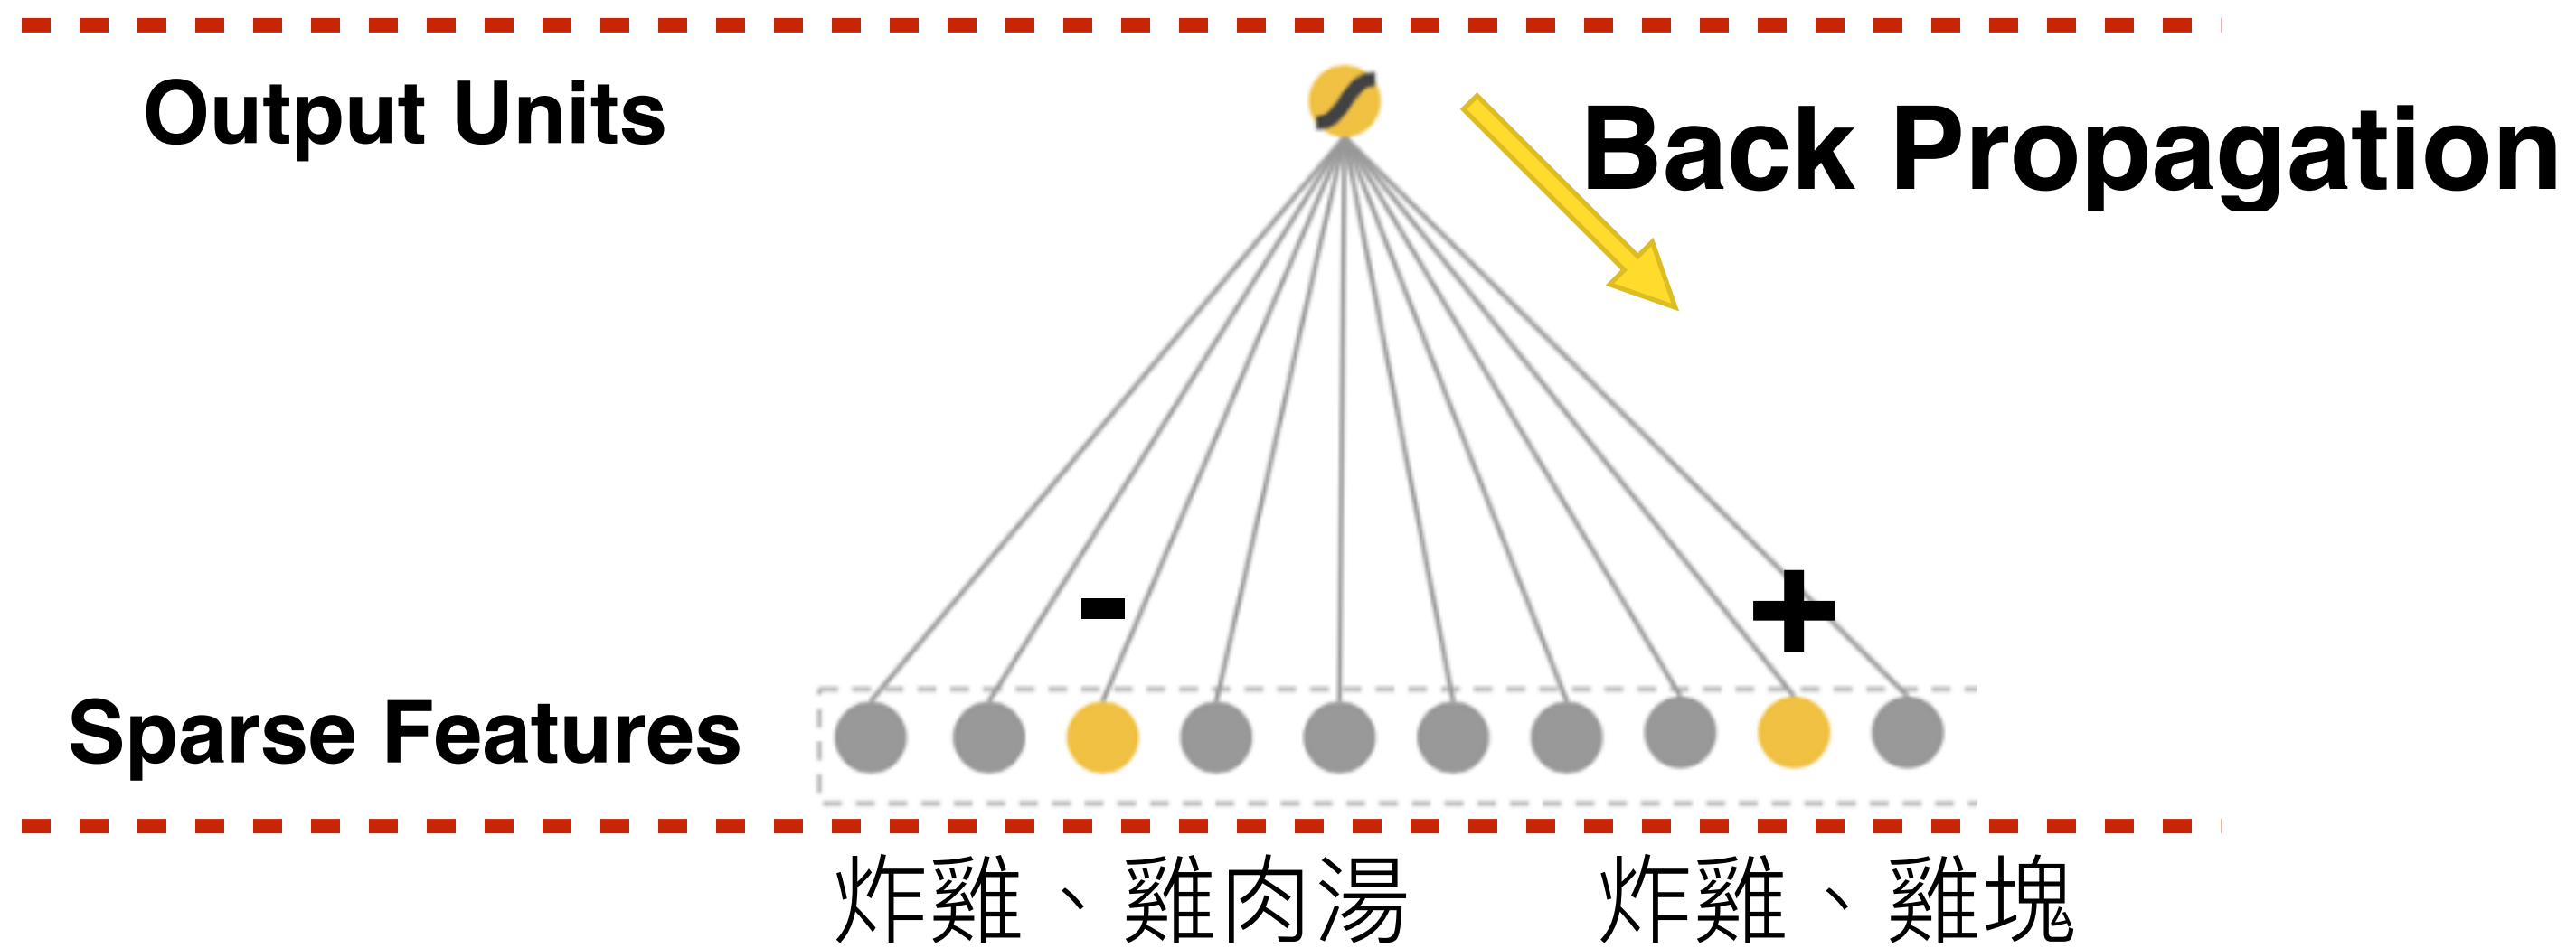 Output Units
Back Propagation
-
+
Sparse Features
炸雞、雞肉湯
炸雞、雞塊